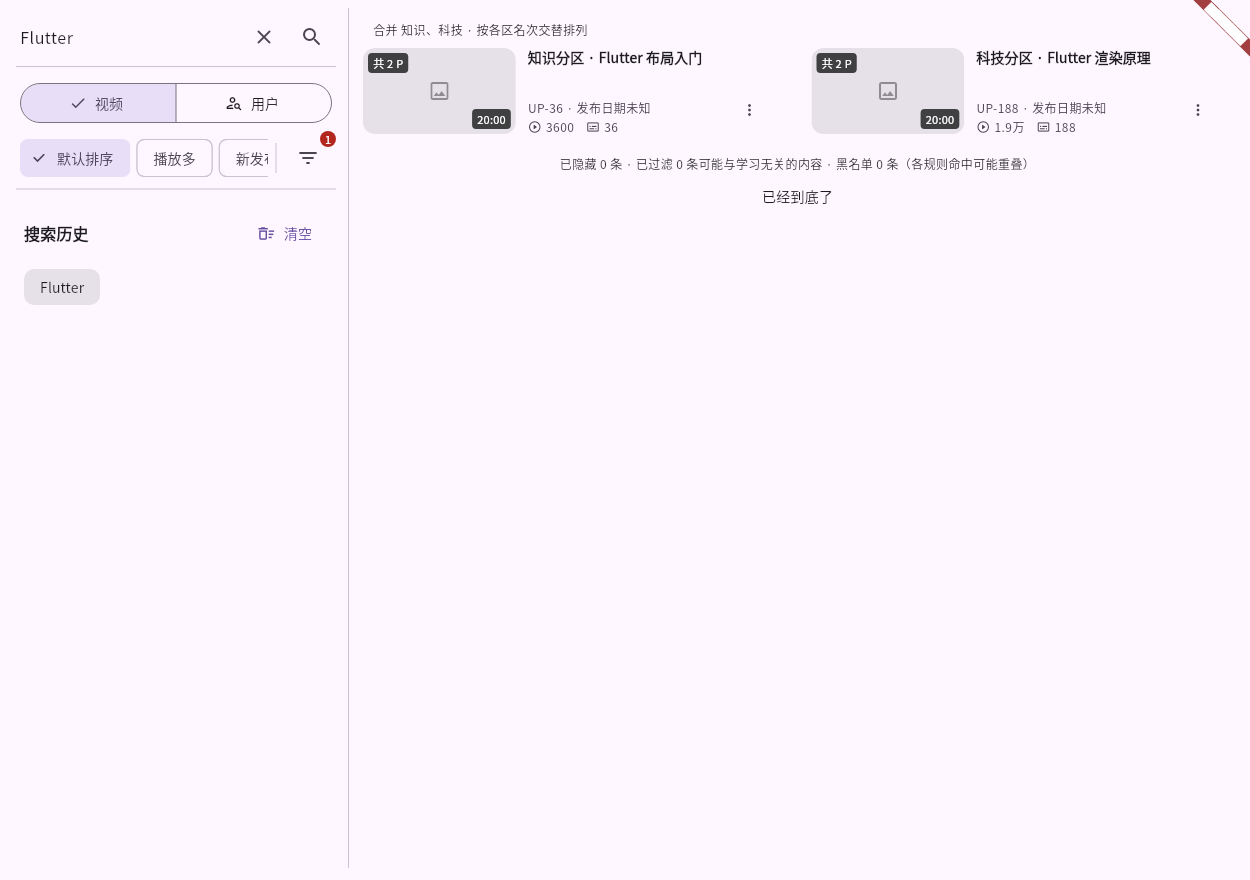 Flutter
视频
用户
默认排序
播放多
新发
1
搜索历史
清空
Flutter
合并 知识、科技 · 按各区名次交替排列
共 2 P
20:00
知识分区 · Flutter 布局入门
UP-36 · 发布日期未知
3600
36
共 2 P
20:00
科技分区 · Flutter 渲染原理
UP-188 · 发布日期未知
1.9万
188
已隐藏 0 条 · 已过滤 0 条可能与学习无关的内容 · 黑名单 0 条（各规则命中可能重叠）
已经到底了